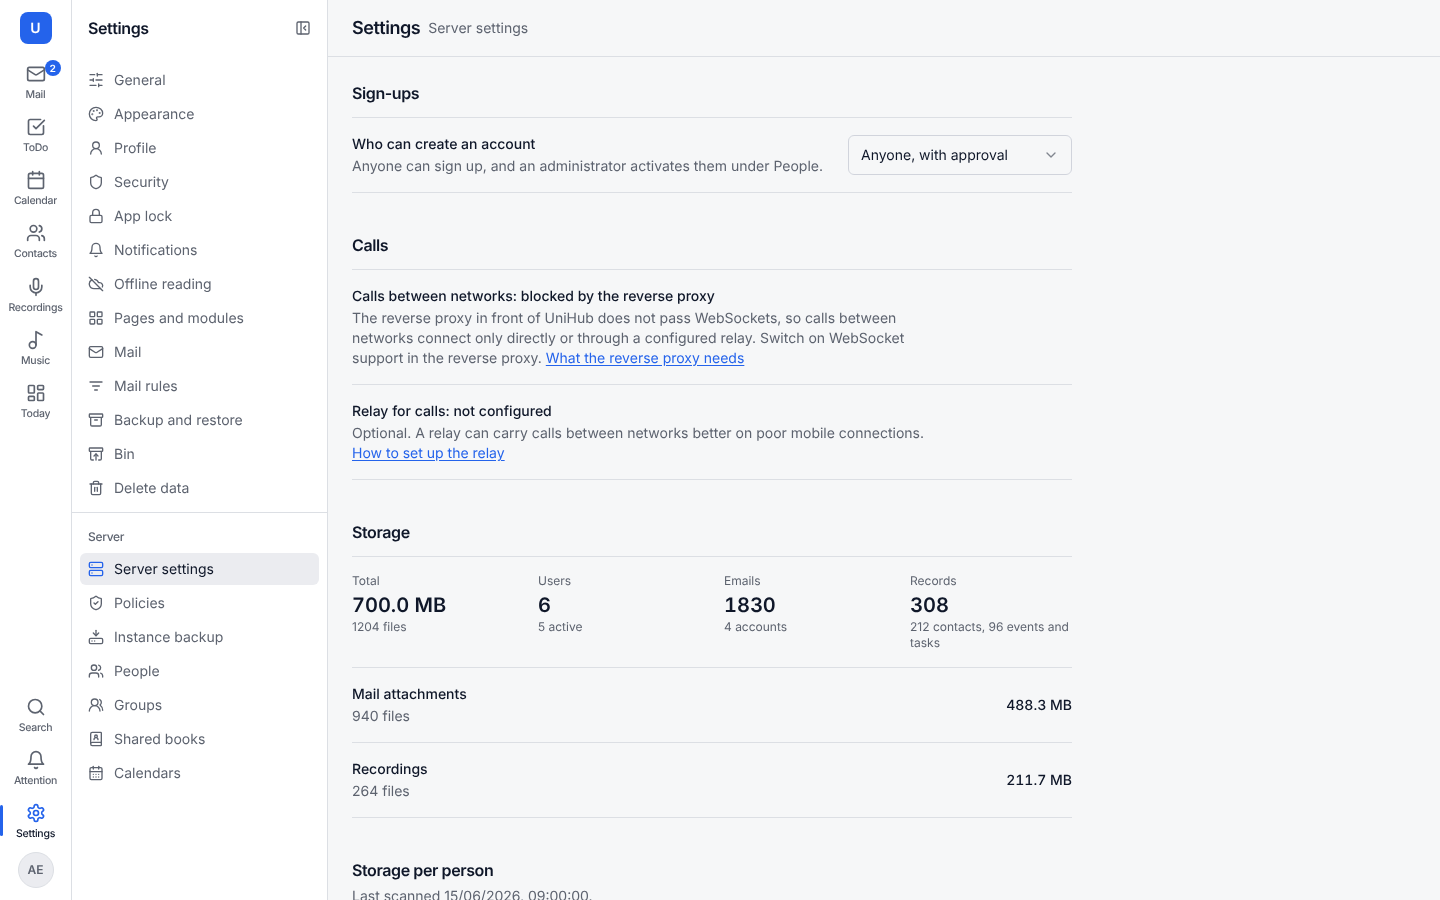 U
2
Mail
ToDo
Calendar
Contacts
Recordings
Music
Today
Search
Attention
Settings
AE
Settings
General
Appearance
Profile
Security
App lock
Notifications
Offline reading
Pages and modules
Mail
Mail rules
Backup and restore
Bin
Delete data
Server
Server settings
Policies
Instance backup
People
Groups
Shared books
Calendars
Settings Server settings
Sign-ups
Who can create an account
Anyone can sign up, and an administrator activates them under People.
Anyone, with approval
Calls
Calls between networks: blocked by the reverse proxy
The reverse proxy in front of UniHub does not pass WebSockets, so calls between
networks connect only directly or through a configured relay. Switch on WebSocket
support in the reverse proxy. What the reverse proxy needs
Relay for calls: not configured
Optional. A relay can carry calls between networks better on poor mobile connections.
How to set up the relay
Storage
Total
700.0 MB
1204 files
Users
6
5 active
Emails
1830
4 accounts
Records
308
212 contacts, 96 events and
tasks
Mail attachments
940 files
488.3 MB
Recordings
264 files
211.7 MB
Storage per person
Last scanned 15/06/2026, 09:00:00.